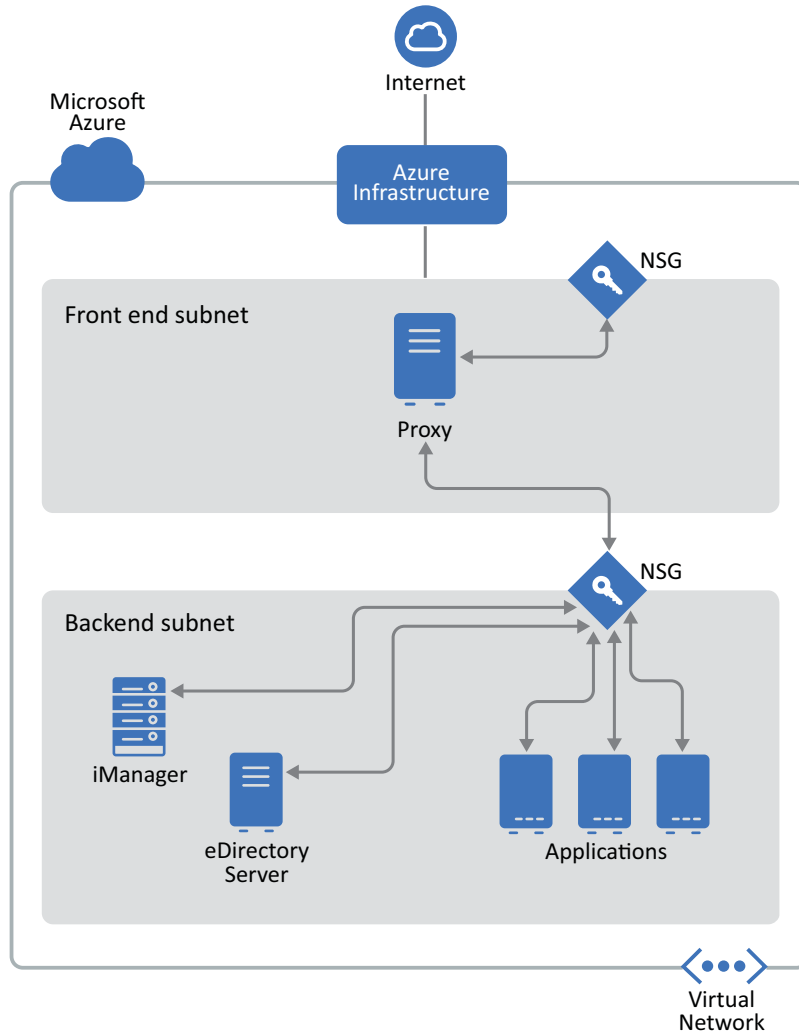 Internet
Microsoft
Azure
Azure
Infrastructure
NSG
Front end subnet
Proxy
NSG
Backend subnet
iManager
eDirectory
Server
Applications
Virtual
Network